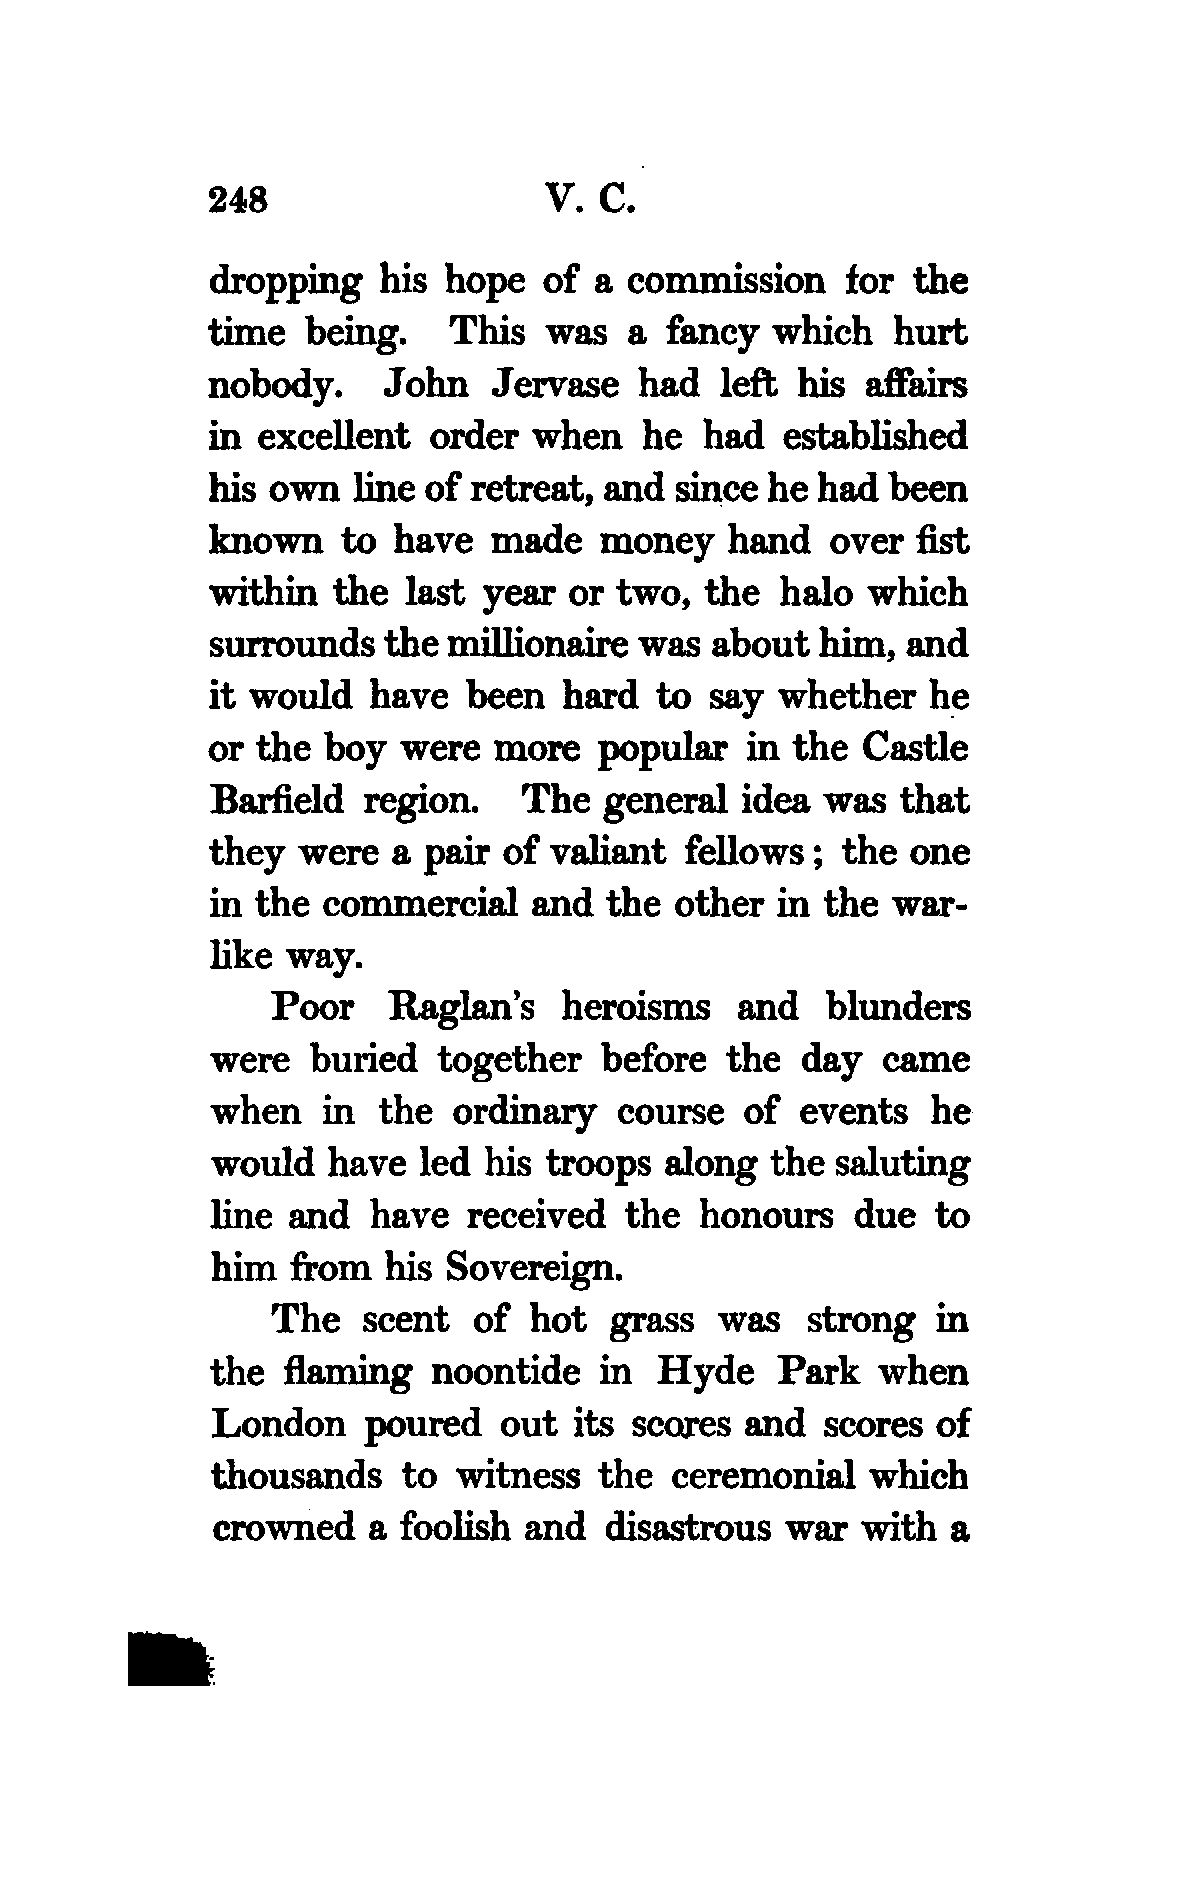 248 V. C.
dropping his hope of a commission for the
time being. This was a fancy which hurt
nobody. John Jervase had left his affairs
in excellent order when he had established
his own line of retreat, and since he had been
known to have made money hand over fist
within the last year or two, the halo which
surrounds the millionaire was about him, and
it would have been hard to say whether he
or the boy were more popular in the Castle
Barfield region. The general idea was that
they were a pair of valiant fellows; the one
in the commercial and the other in the war-
like way.
Poor Raglan's heroisms and blunders
were buried together before the day came
when in the ordinary course of events he
would have led his troops along the saluting
line and have received the honours due to
him from his Sovereign.
The scent of hot grass was strong in
the flaming noontide in Hyde Park when
London poured out its scores and scores of
thousands to witness the ceremonial which
crowned a foolish and disastrous war with a